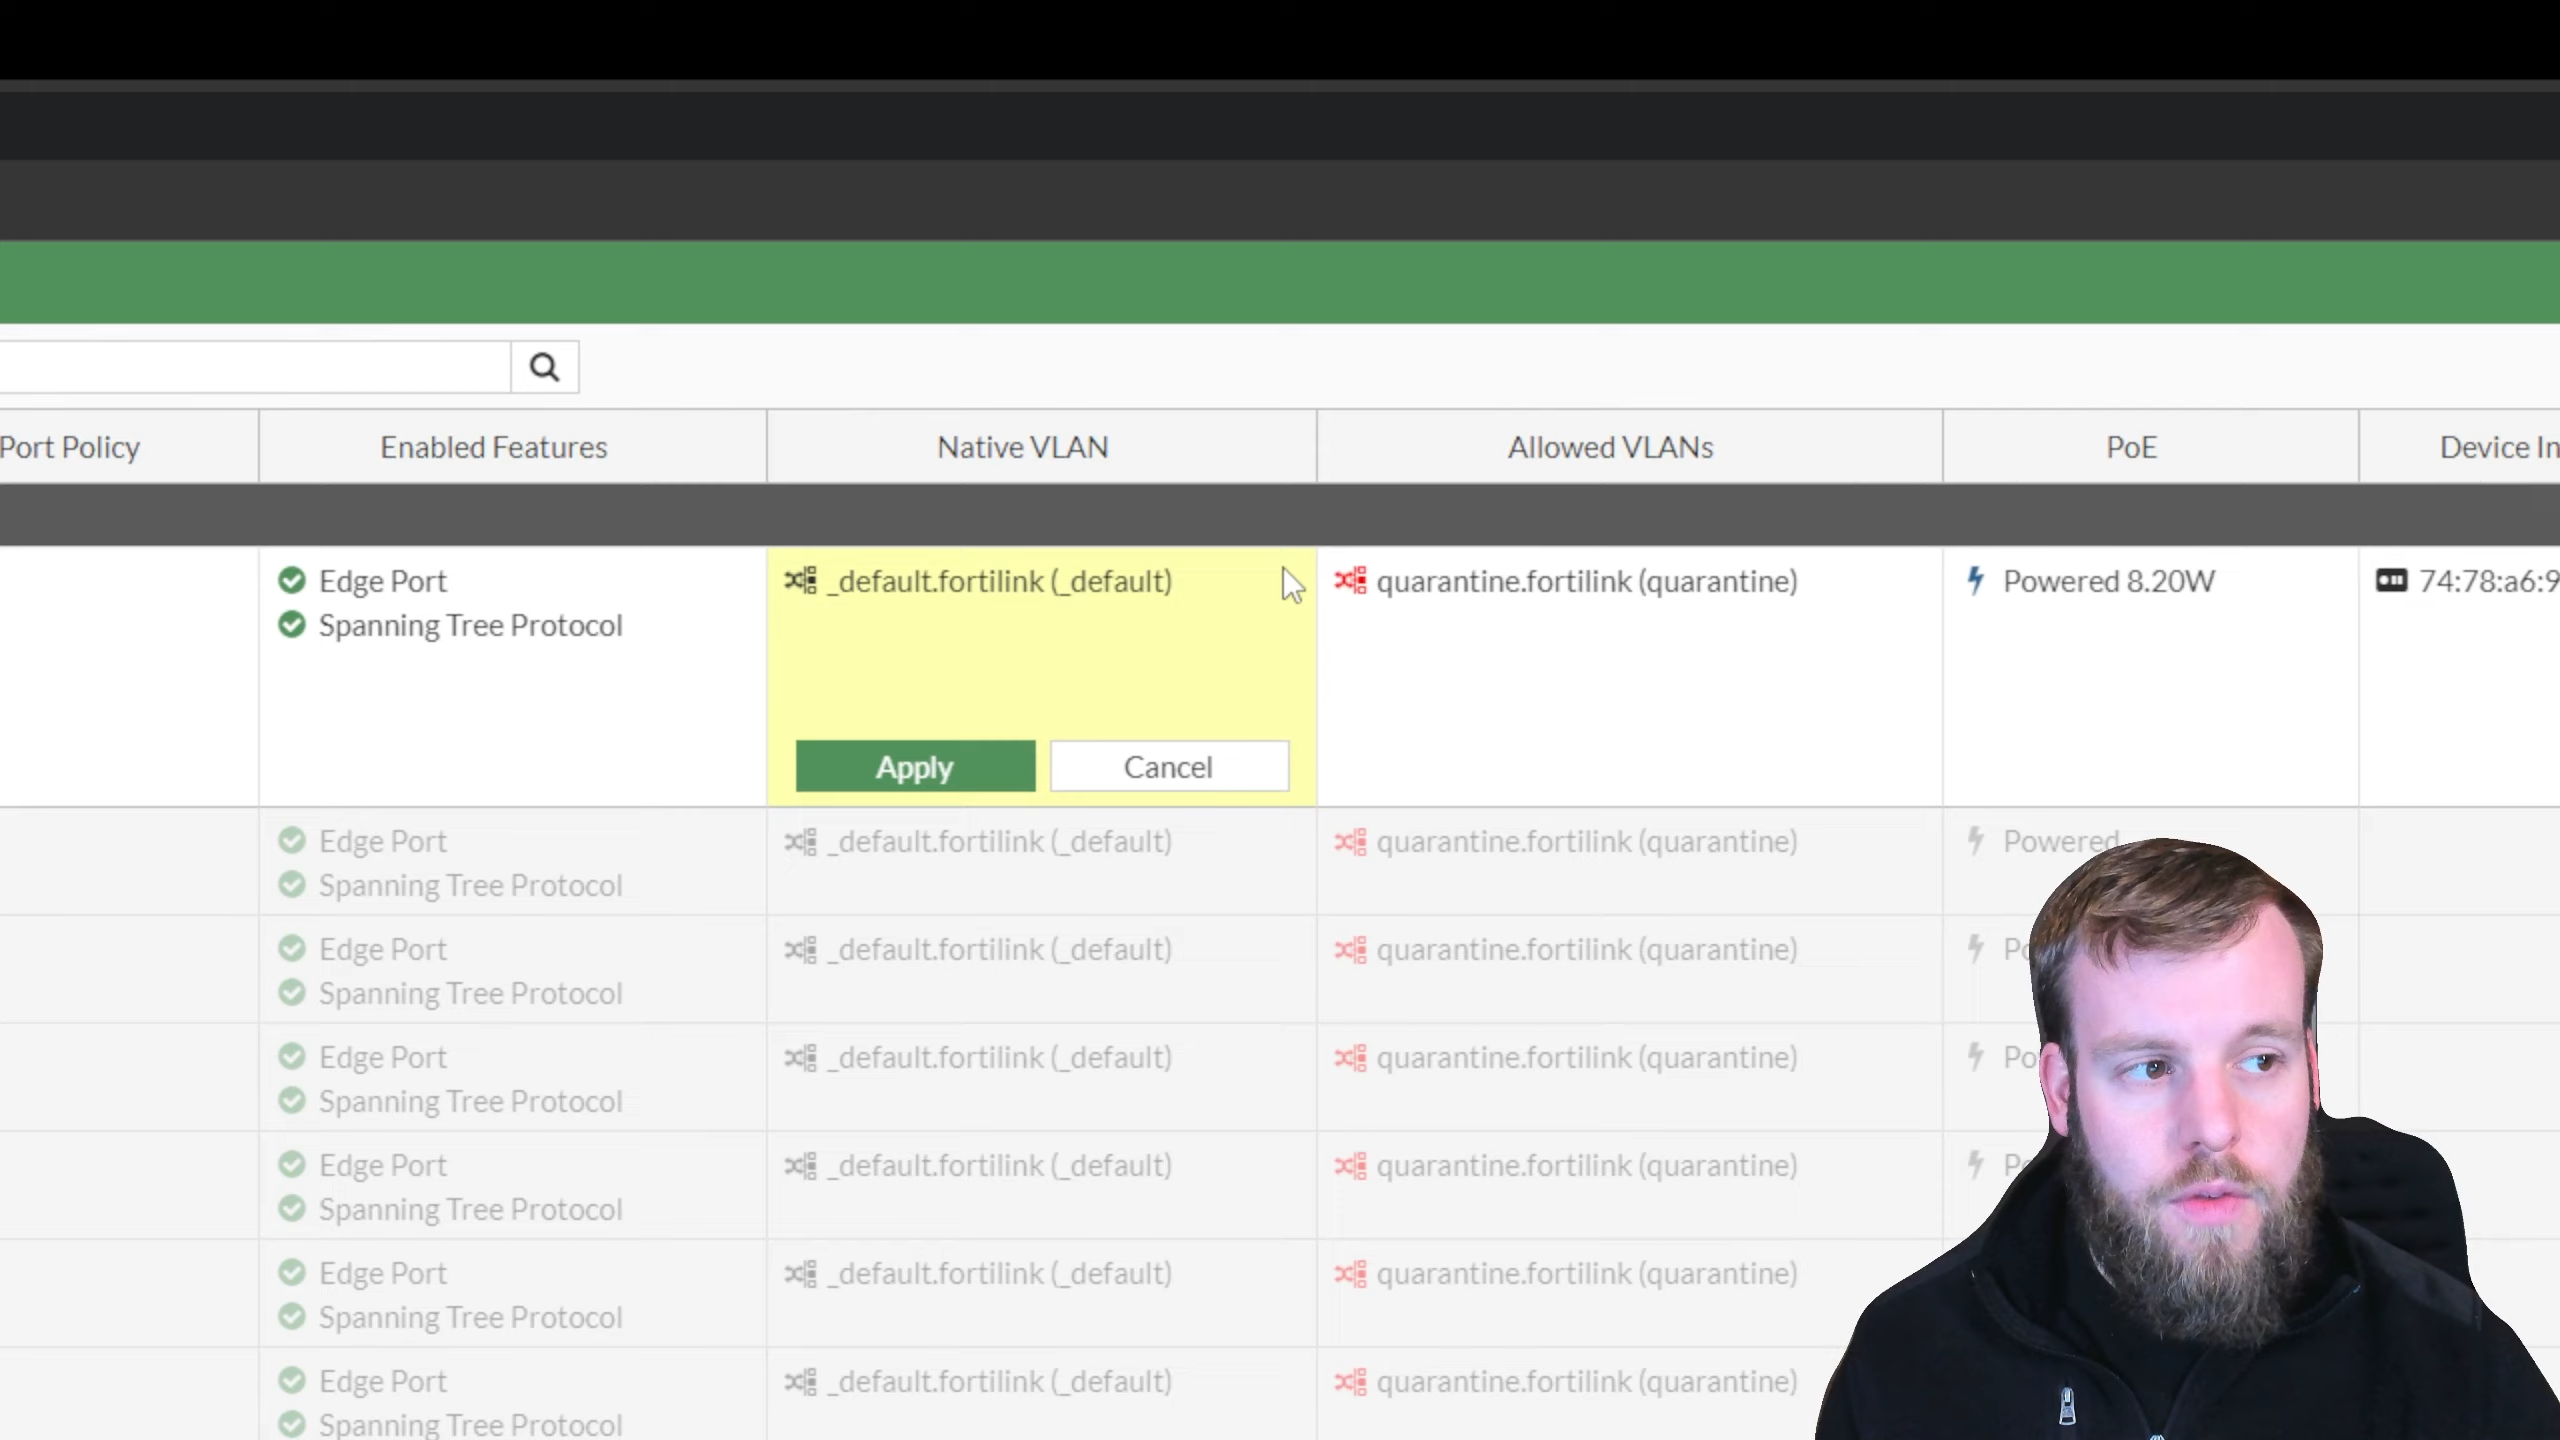 Port Policy Enabled Features Native VLAN Allowed VLANs PoE Device In
Edge Port _default.fortilink (_default) quarantine.fortilink (quarantine) Powered 8.20W 74:78:a6:9
Spanning Tree Protocol
Apply Cancel
Edge Port _default.fortilink (_default) quarantine.fortilink (quarantine) Powered
Spanning Tree Protocol
Edge Port _default.fortilink (_default) quarantine.fortilink (quarantine) Po
Spanning Tree Protocol
Edge Port _default.fortilink (_default) quarantine.fortilink (quarantine) Po
Spanning Tree Protocol
Edge Port _default.fortilink (_default) quarantine.fortilink (quarantine) Po
Spanning Tree Protocol
Edge Port _default.fortilink (_default) quarantine.fortilink (quarantine)
Spanning Tree Protocol
Edge Port _default.fortilink (_default) quarantine.fortilink (quarantine)
Spanning Tree Protocol